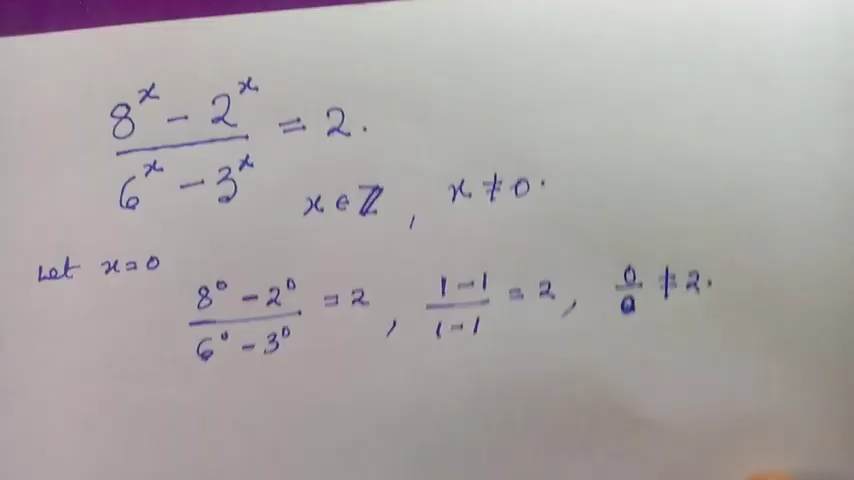 8^x - 2^x / 6^x - 3^x = 2.
x ∈ ℤ, x ≠ 0.
Let x = 0
8^0 - 2^0 / 6^0 - 3^0 = 2, 1-1 / 1-1 = 2, 0/0 ≠ 2.